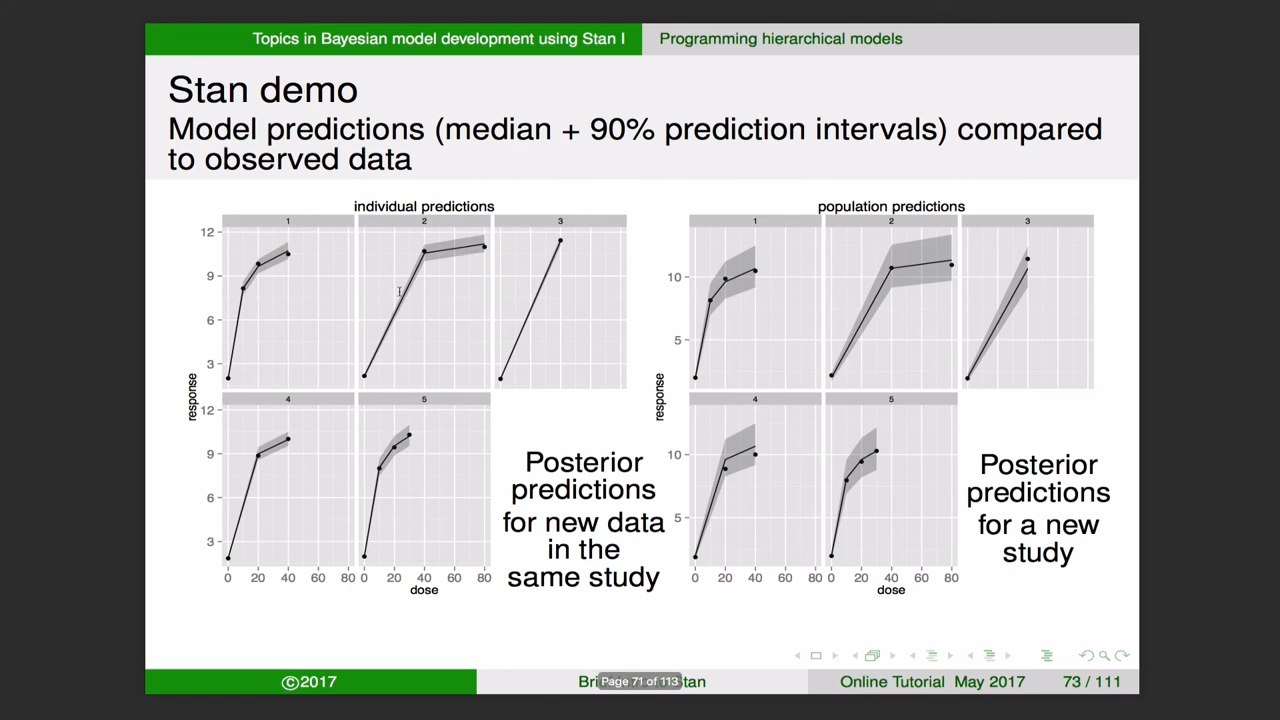 Topics in Bayesian model development using Stan I
Programming hierarchical models
Stan demo
Model predictions (median + 90% prediction intervals) compared
to observed data
individual predictions
1
2
3
12
9
6
3
response
4
5
12
9
6
3
0
20
40
60
80
0
20
40
60
80
dose
Posterior
predictions
for new data
in the
same study
population predictions
1
2
3
10
5
response
4
5
10
5
0
20
40
60
80
0
20
40
60
80
dose
Posterior
predictions
for a new
study
©2017
Page 71 of 113
Online Tutorial May 2017
73 / 111